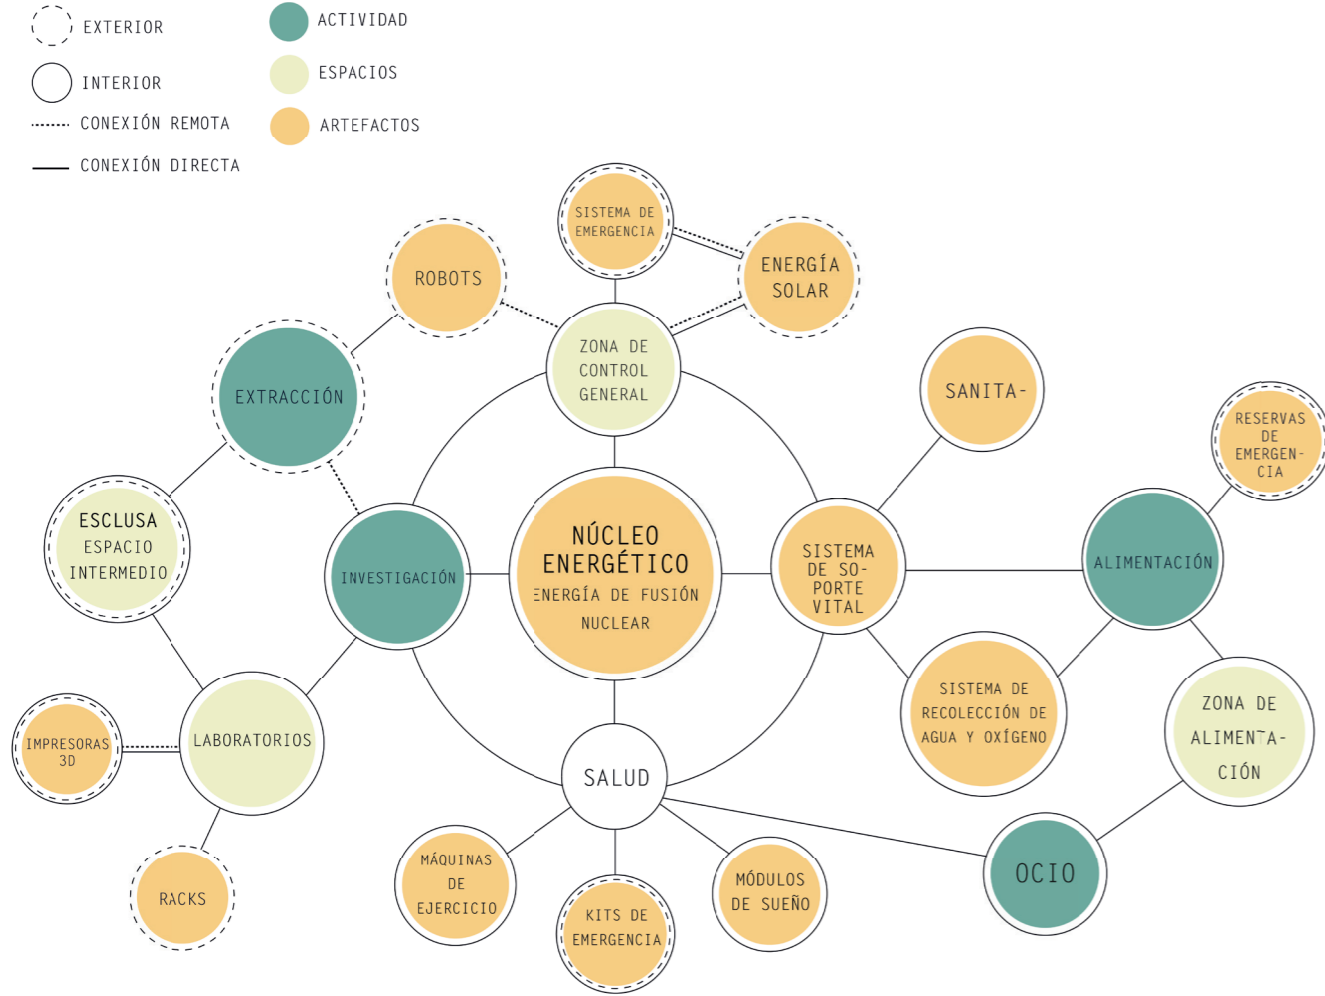 EXTERIOR
INTERIOR
CONEXIÓN REMOTA
CONEXIÓN DIRECTA
ACTIVIDAD
ESPACIOS
ARTEFACTOS
SISTEMA DE
EMERGENCIA
ROBOTS
ENERGÍA
SOLAR
ZONA DE
CONTROL
GENERAL
EXTRACCIÓN
SANITA-
RESERVAS
DE
EMERGEN-
CIA
ESCLUSA
ESPACIO
INTERMEDIO
INVESTIGACIÓN
NÚCLEO
ENERGÉTICO
ENERGÍA DE FUSIÓN
NUCLEAR
SISTEMA
DE SO-
PORTE
VITAL
ALIMENTACIÓN
SISTEMA DE
RECOLECCIÓN DE
AGUA Y OXÍGENO
ZONA DE
ALIMENTA-
CIÓN
IMPRESORAS
3D
LABORATORIOS
SALUD
RACKS
MÁQUINAS
DE
EJERCICIO
KITS DE
EMERGENCIA
MÓDULOS
DE SUEÑO
OCIO